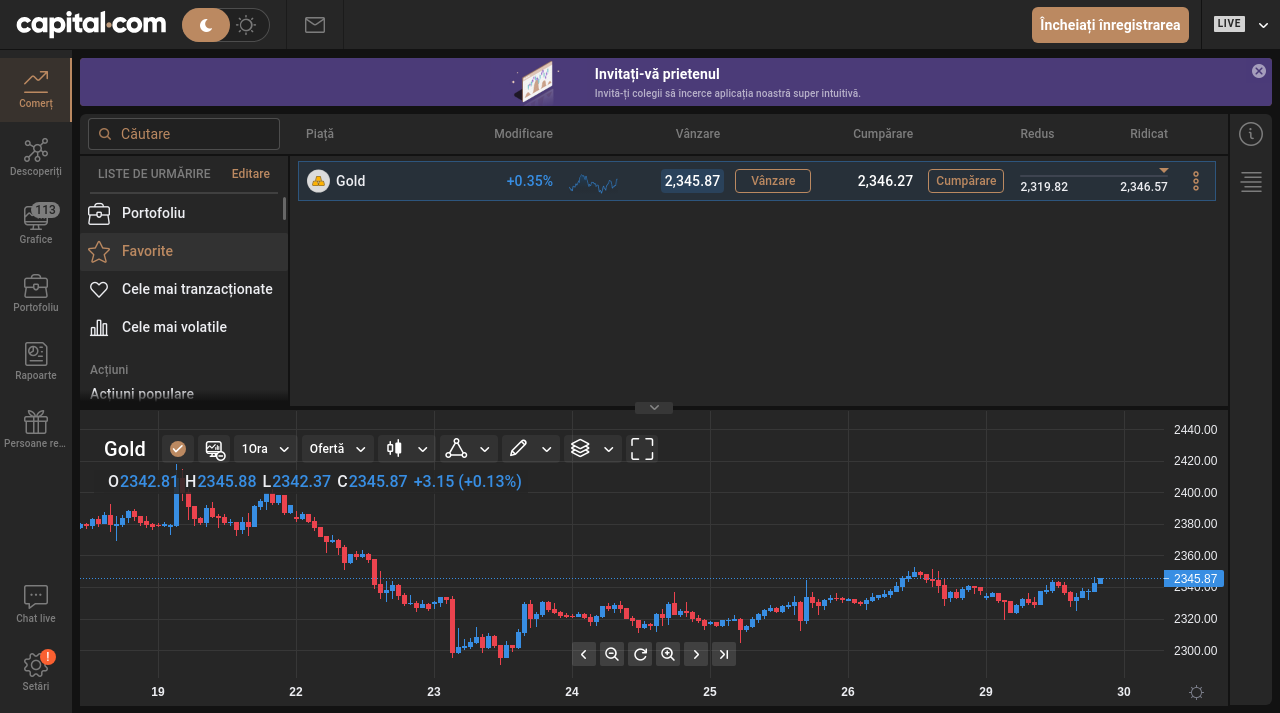 capital.com
Încheiați înregistrarea
LIVE
Comerț
Descoperiți
113
Grafice
Portofoliu
Rapoarte
Persoane re...
Chat live
!
Setări
Invitați-vă prietenul
Invită-ți colegii să încerce aplicația noastră super intuitivă.
Căutare
Piață
Modificare
Vânzare
Cumpărare
Redus
Ridicat
LISTE DE URMĂRIRE
Editare
Portofoliu
Favorite
Cele mai tranzacționate
Cele mai volatile
Acțiuni
Acțiuni populare
Gold
+0.35%
2,345.87
Vânzare
2,346.27
Cumpărare
2,319.82
2,346.57
Gold
1Ora
Ofertă
O2342.81 H2345.88 L2342.37 C2345.87 +3.15 (+0.13%)
2440.00
2420.00
2400.00
2380.00
2360.00
2345.87
2340.00
2320.00
2300.00
19
22
23
24
25
26
29
30